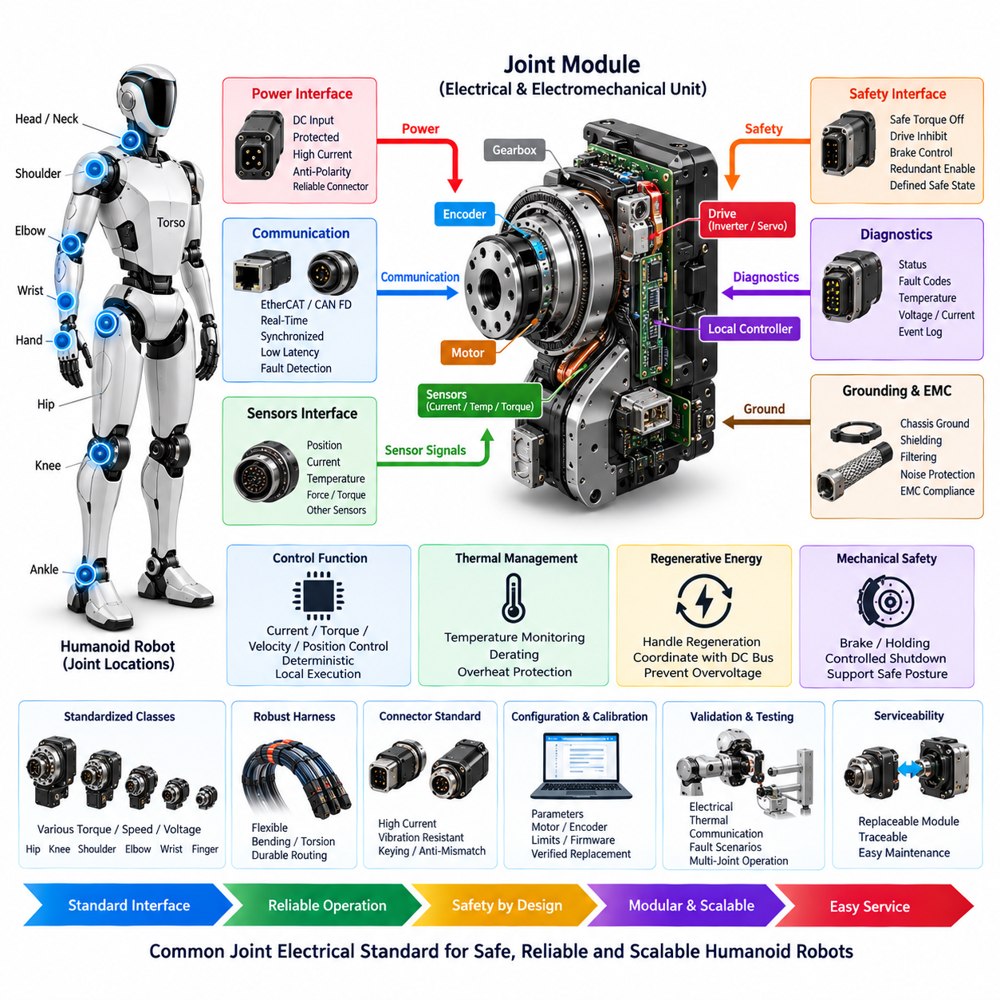 Joint Module
(Electrical & Electromechanical Unit)
Head / Neck
Shoulder
Torso
Elbow
Wrist
Hand
Hip
Knee
Ankle
Humanoid Robot
(Joint Locations)
Power Interface
DC Input
Protected
High Current
Anti-Polarity
Reliable Connector
Power
Communication
EtherCAT / CAN FD
Real-Time
Synchronized
Low Latency
Fault Detection
Communication
Sensors Interface
Position
Current
Temperature
Force / Torque
Other Sensors
Sensor Signals
Gearbox
Encoder
Motor
Sensors
(Current / Temp / Torque)
Drive
(Inverter / Servo)
Local Controller
Safety
Safety Interface
Safe Torque Off
Drive Inhibit
Brake Control
Redundant Enable
Defined Safe State
Diagnostics
Diagnostics
Status
Fault Codes
Temperature
Voltage / Current
Event Log
Ground
Grounding & EMC
Chassis Ground
Shielding
Filtering
Noise Protection
EMC Compliance
Control Function
Current / Torque /
Velocity / Position Control
Deterministic
Local Execution
Thermal Management
Temperature Monitoring
Derating
Overheat Protection
Regenerative Energy
Handle Regeneration
Coordinate with DC Bus
Prevent Overvoltage
Mechanical Safety
Brake / Holding
Controlled Shutdown
Support Safe Posture
Standardized Classes
Various Torque / Speed / Voltage
Hip Knee Shoulder Elbow Wrist Finger
Robust Harness
Flexible
Bending / Torsion
Durable Routing
Connector Standard
High Current
Vibration Resistant
Keying / Anti-Mismatch
Configuration & Calibration
Parameters
Motor / Encoder
Limits / Firmware
Verified Replacement
Validation & Testing
Electrical
Thermal
Communication
Fault Scenarios
Multi-Joint Operation
Serviceability
Replaceable Module
Traceable
Easy Maintenance
Standard Interface
Reliable Operation
Safety by Design
Modular & Scalable
Easy Service
Common Joint Electrical Standard for Safe, Reliable and Scalable Humanoid Robots